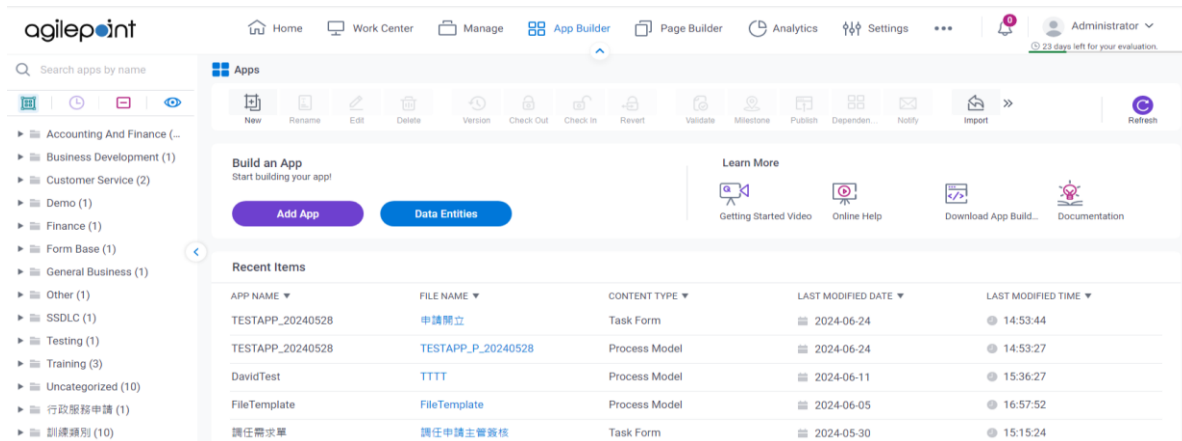 agilepoint
Home Work Center Manage App Builder Page Builder Analytics Settings ••• 0 Administrator
23 days left for your evaluation.
Search apps by name
Apps
New Rename Edit Delete Version Check Out Check In Revert Validate Milestone Publish Dependen... Notify Import » Refresh
Accounting And Finance (...
Business Development (1)
Customer Service (2)
Demo (1)
Finance (1)
Form Base (1)
General Business (1)
Other (1)
SSDLC (1)
Testing (1)
Training (3)
Uncategorized (10)
行政服務申請 (1)
訓練類別 (10)
Build an App
Start building your app!
Add App Data Entities
Learn More
Getting Started Video Online Help Download App Build... Documentation
Recent Items
APP NAME FILE NAME CONTENT TYPE LAST MODIFIED DATE LAST MODIFIED TIME
TESTAPP_20240528 申請開立 Task Form 2024-06-24 14:53:44
TESTAPP_20240528 TESTAPP_P_20240528 Process Model 2024-06-24 14:53:27
DavidTest TTTT Process Model 2024-06-11 15:36:27
FileTemplate FileTemplate Process Model 2024-06-05 16:57:52
調任需求單 調任申請主管簽核 Task Form 2024-05-30 15:15:24